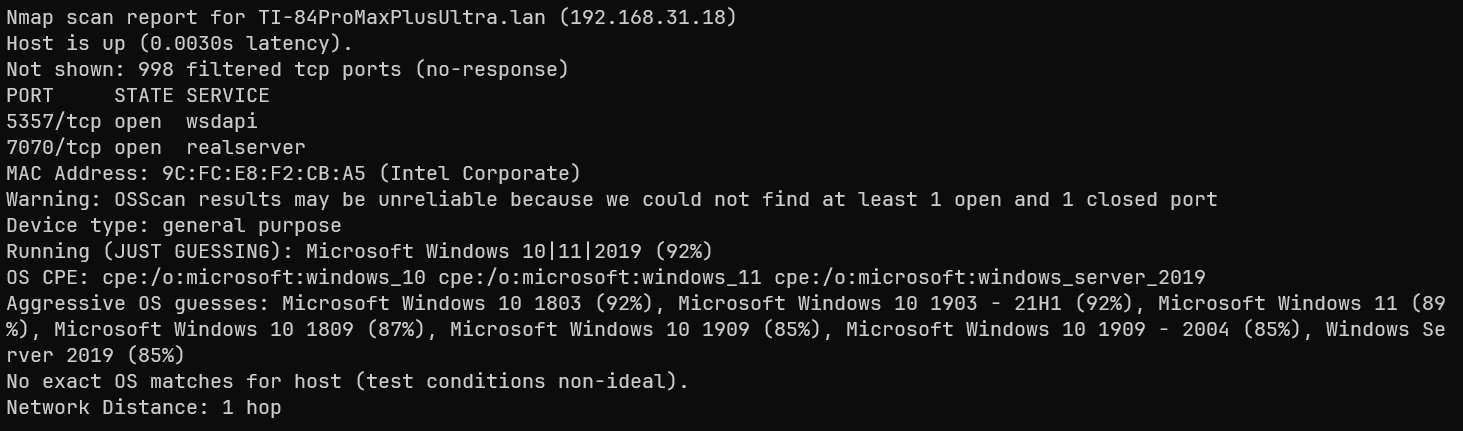 Nmap scan report for TI-84ProMaxPlusUltra.lan (192.168.31.18)
Host is up (0.0030s latency).
Not shown: 998 filtered tcp ports (no-response)
PORT     STATE SERVICE
5357/tcp open  wsdapi
7070/tcp open  realserver
MAC Address: 9C:FC:E8:F2:CB:A5 (Intel Corporate)
Warning: OSScan results may be unreliable because we could not find at least 1 open and 1 closed port
Device type: general purpose
Running (JUST GUESSING): Microsoft Windows 10|11|2019 (92%)
OS CPE: cpe:/o:microsoft:windows_10 cpe:/o:microsoft:windows_11 cpe:/o:microsoft:windows_server_2019
Aggressive OS guesses: Microsoft Windows 10 1803 (92%), Microsoft Windows 10 1903 - 21H1 (92%), Microsoft Windows 11 (89
%), Microsoft Windows 10 1809 (87%), Microsoft Windows 10 1909 (85%), Microsoft Windows 10 1909 - 2004 (85%), Windows Se
rver 2019 (85%)
No exact OS matches for host (test conditions non-ideal).
Network Distance: 1 hop